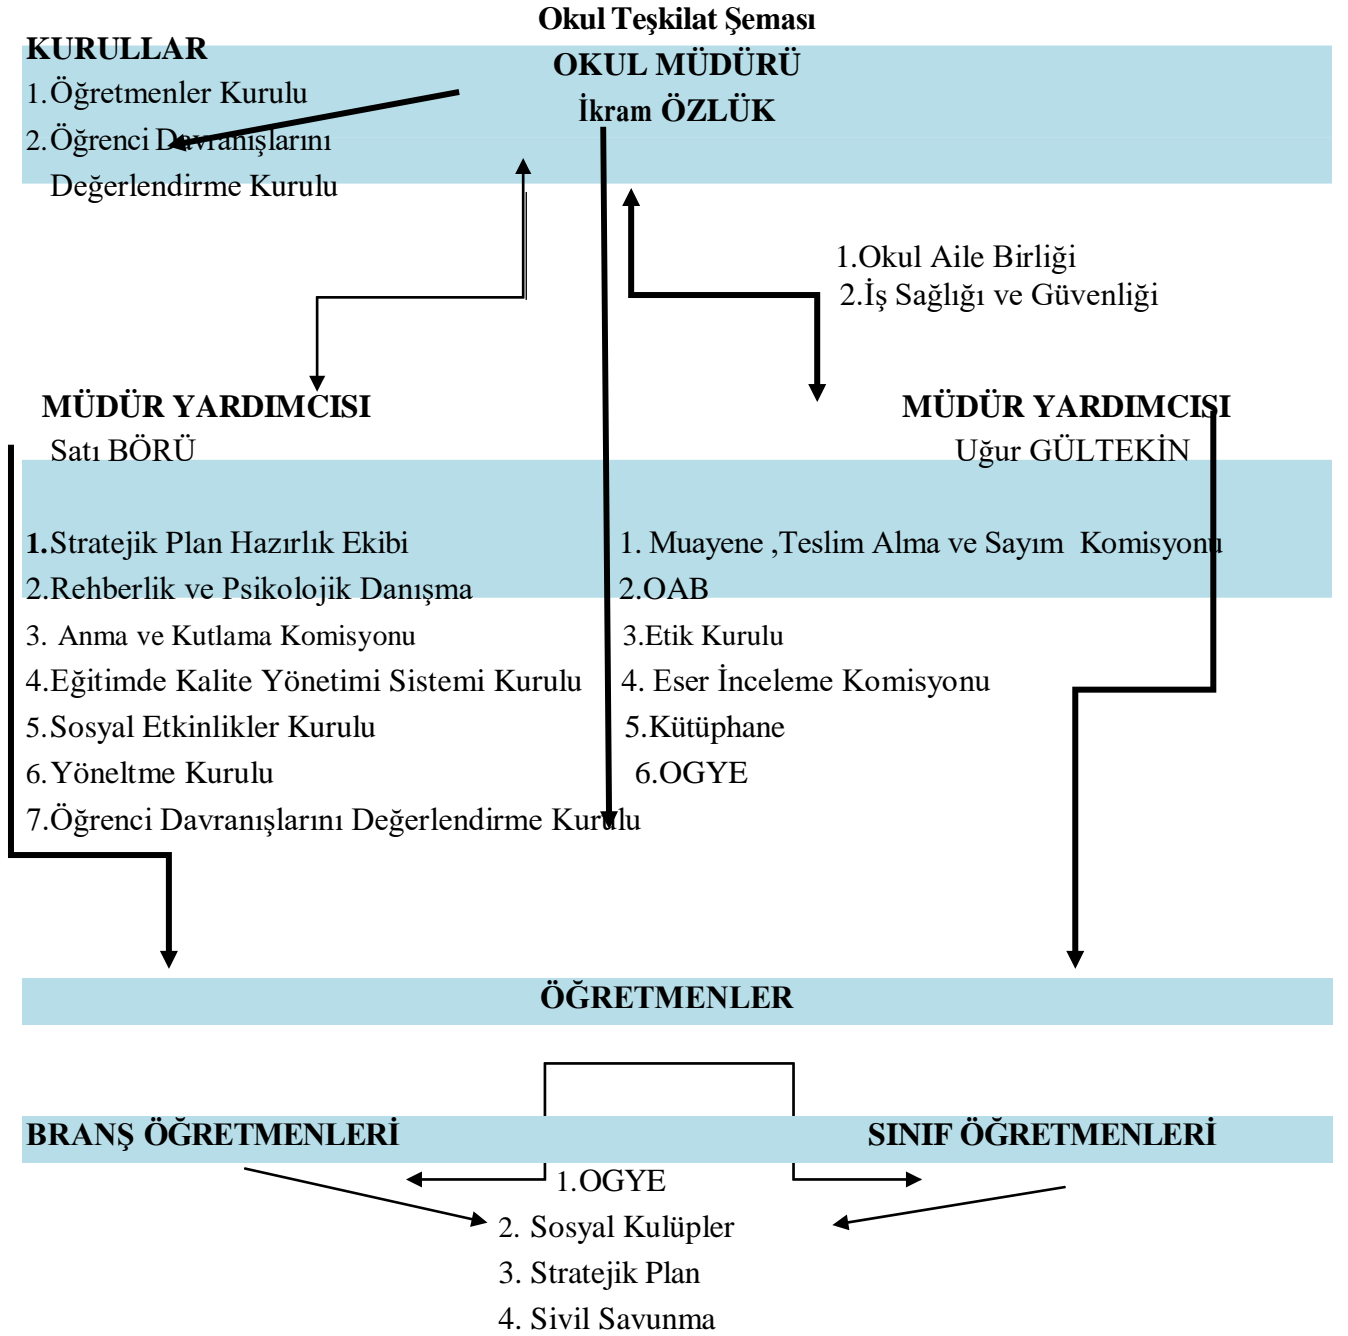 Okul Teşkilat Şeması
KURULLAR
OKUL MÜDÜRÜ
1.Öğretmenler Kurulu
İkram ÖZLÜK
2.Öğrenci Davranışlarını
Değerlendirme Kurulu
1.Okul Aile Birliği
2.İş Sağlığı ve Güvenliği
MÜDÜR YARDIMCISI
Satı BÖRÜ
MÜDÜR YARDIMCISI
Uğur GÜLTEKİN
1.Stratejik Plan Hazırlık Ekibi
2.Rehberlik ve Psikolojik Danışma
3. Anma ve Kutlama Komisyonu
4.Eğitimde Kalite Yönetimi Sistemi Kurulu
5.Sosyal Etkinlikler Kurulu
6.Yöneltme Kurulu
7.Öğrenci Davranışlarını Değerlendirme Kurulu
1. Muayene ,Teslim Alma ve Sayım Komisyonu
2.OAB
3.Etik Kurulu
4. Eser İnceleme Komisyonu
5.Kütüphane
6.OGYE
ÖĞRETMENLER
BRANŞ ÖĞRETMENLERİ
SINIF ÖĞRETMENLERİ
1.OGYE
2. Sosyal Kulüpler
3. Stratejik Plan
4. Sivil Savunma